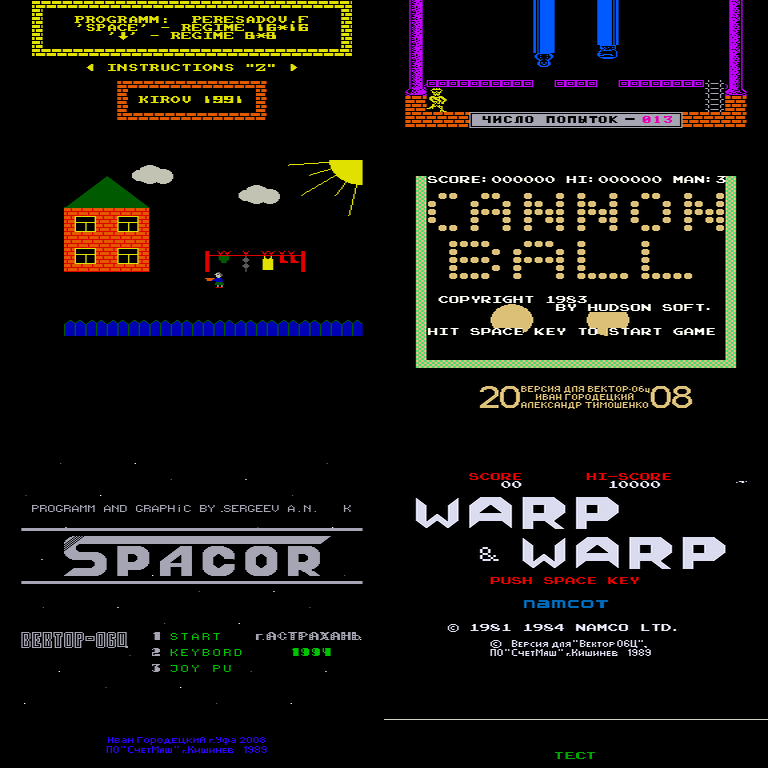 PROGRAMM: PERESADOV.F
'SPACE' - REGIME 16*16
'↓' - REGIME 8*8
◄ INSTRUCTIONS "Z" ►
KIROV 1991
ЧИСЛО ПОПЫТОК - 013
SCORE:000000 HI:000000 MAN:3
CANNON
BALL
COPYRIGHT 1983
BY HUDSON SOFT.
HIT SPACE KEY TO START GAME
2008
ВЕРСИЯ ДЛЯ ВЕКТОР-06ц
ИВАН ГОРОДЕЦКИЙ
АЛЕКСАНДР ТИМОШЕНКО
PROGRAMM AND GRAPHiC BY .SERGEEV A.N. K
SPACOR
ВЕКТОР-06Ц
1 START
2 KEYBORD
3 JOY PU
г.АСТРАХАНЬ
1994
Иван Городецкий г.Уфа 2008
ПО"СчетМаш" г.Кишинев 1989
SCORE HI-SCORE
00 10000
WARP
& WARP
PUSH SPACE KEY
namcot
© 1981 1984 NAMCO LTD.
© Версия для"Вектор 06Ц".
ПО"СчетМаш" г.Кишинев 1989
ТЕСТ